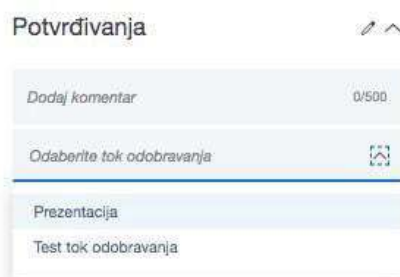 Potvrđivanja
Dodaj komentar 0/500
Odaberite tok odobravanja
Prezentacija
Test tok odobravanja